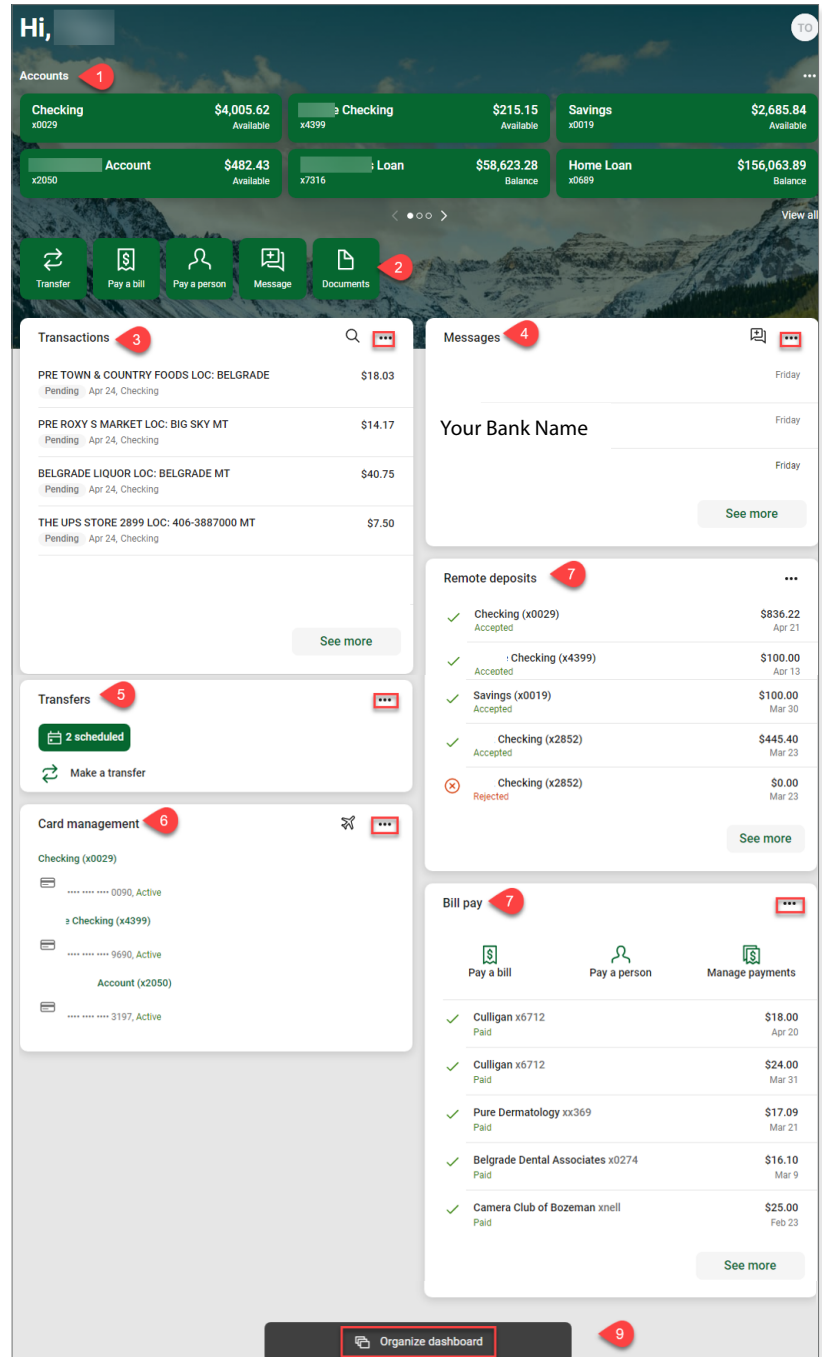 Hi,
TO
Accounts
1
Checking $4,005.62
x0029 Available
e Checking $215.15
x4399 Available
Savings $2,685.84
x0019 Available
Account $482.43
x2050 Available
s Loan $58,623.28
x7316 Balance
Home Loan $156,063.89
x0689 Balance
View all
Transfer
Pay a bill
Pay a person
Message
Documents
2
Transactions
3
PRE TOWN & COUNTRY FOODS LOC: BELGRADE $18.03
Pending Apr 24, Checking
PRE ROXY S MARKET LOC: BIG SKY MT $14.17
Pending Apr 24, Checking
BELGRADE LIQUOR LOC: BELGRADE MT $40.75
Pending Apr 24, Checking
THE UPS STORE 2899 LOC: 406-3887000 MT $7.50
Pending Apr 24, Checking
See more
Messages
4
Friday
Your Bank Name
Friday
Friday
See more
Transfers
5
2 scheduled
Make a transfer
Card management
6
Checking (x0029)
•••• •••• •••• 0090, Active
e Checking (x4399)
•••• •••• •••• 9690, Active
Account (x2050)
•••• •••• •••• 3197, Active
Remote deposits
7
Checking (x0029) $836.22
Accepted Apr 21
Checking (x4399) $100.00
Accepted Apr 13
Savings (x0019) $100.00
Accepted Mar 30
Checking (x2852) $445.40
Accepted Mar 23
Checking (x2852) $0.00
Rejected Mar 23
See more
Bill pay
7
Pay a bill
Pay a person
Manage payments
Culligan x6712 $18.00
Paid Apr 20
Culligan x6712 $24.00
Paid Mar 31
Pure Dermatology xx369 $17.09
Paid Mar 21
Belgrade Dental Associates x0274 $16.10
Paid Mar 9
Camera Club of Bozeman xnell $25.00
Paid Feb 23
See more
Organize dashboard
9